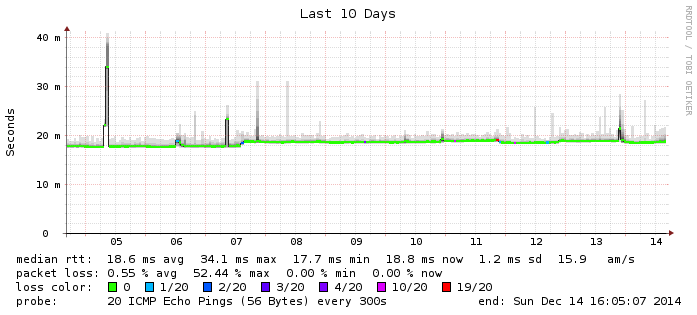 Last 10 Days
RRDTOOL / TOBI OETIKER
Seconds
40 m
30 m
20 m
10 m
0
05 06 07 08 09 10 11 12 13 14
median rtt: 18.6 ms avg 34.1 ms max 17.7 ms min 18.8 ms now 1.2 ms sd 15.9 am/s
packet loss: 0.55 % avg 52.44 % max 0.00 % min 0.00 % now
loss color: 0 1/20 2/20 3/20 4/20 10/20 19/20
probe: 20 ICMP Echo Pings (56 Bytes) every 300s end: Sun Dec 14 16:05:07 2014